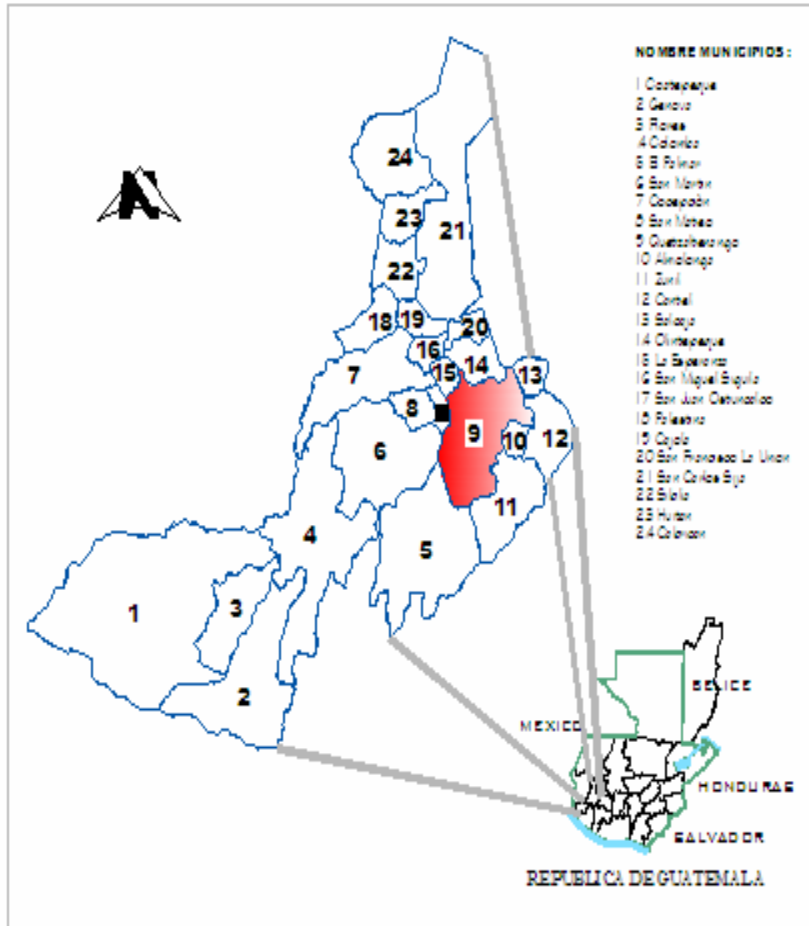 NOMBRE MUNICIPIOS :
1 Coatepeque
2 Genova
3 Flores
4 Colomba
5 El Palmar
6 San Martin
7 Concepción
8 San Mateo
9 Quetzaltenango
10 Almolonga
11 Zunil
12 Cantel
13 Salcaja
14 Olintepeque
15 La Esperanza
16 San Miguel Siguila
17 San Juan Ostuncalco
18 Palestina
19 Cajola
20 San Francisco La Union
21 San Carlos Sija
22 Sibilia
23 Huitan
24 Cabrican
24
23
21
22
18
19
20
16
7
15
14
13
8
9
10
12
6
11
4
5
1
3
2
BELICE
MEXICO
HONDURAS
SALVADOR
REPUBLICA DE GUATEMALA